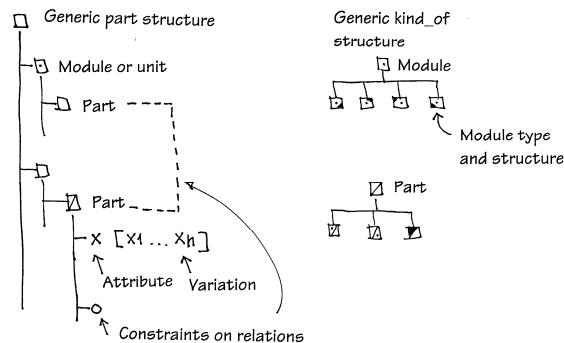 Generic part structure
Module or unit
Part
Part
x [x1 ... xn]
Attribute
Variation
Constraints on relations
Generic kind_of
structure
Module
Module type
and structure
Part